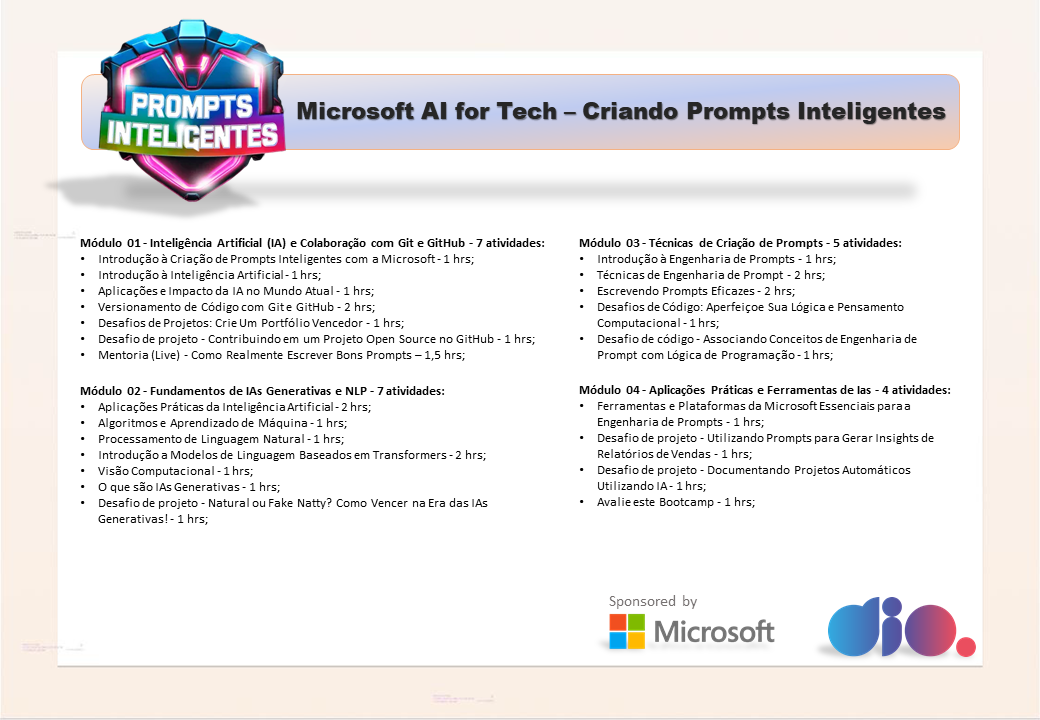 PROMPTS
INTELIGENTES
Microsoft AI for Tech – Criando Prompts Inteligentes
Módulo 01 - Inteligência Artificial (IA) e Colaboração com Git e GitHub - 7 atividades:
• Introdução à Criação de Prompts Inteligentes com a Microsoft - 1 hrs;
• Introdução à Inteligência Artificial - 1 hrs;
• Aplicações e Impacto da IA no Mundo Atual - 1 hrs;
• Versionamento de Código com Git e GitHub - 2 hrs;
• Desafios de Projetos: Crie Um Portfólio Vencedor - 1 hrs;
• Desafio de projeto - Contribuindo em um Projeto Open Source no GitHub - 1 hrs;
• Mentoria (Live) - Como Realmente Escrever Bons Prompts – 1,5 hrs;
Módulo 02 - Fundamentos de IAs Generativas e NLP - 7 atividades:
• Aplicações Práticas da Inteligência Artificial - 2 hrs;
• Algoritmos e Aprendizado de Máquina - 1 hrs;
• Processamento de Linguagem Natural - 1 hrs;
• Introdução a Modelos de Linguagem Baseados em Transformers - 2 hrs;
• Visão Computacional - 1 hrs;
• O que são IAs Generativas - 1 hrs;
• Desafio de projeto - Natural ou Fake Natty? Como Vencer na Era das IAs
Generativas! - 1 hrs;
Módulo 03 - Técnicas de Criação de Prompts - 5 atividades:
• Introdução à Engenharia de Prompts - 1 hrs;
• Técnicas de Engenharia de Prompt - 2 hrs;
• Escrevendo Prompts Eficazes - 2 hrs;
• Desafios de Código: Aperfeiçoe Sua Lógica e Pensamento
Computacional - 1 hrs;
• Desafio de código - Associando Conceitos de Engenharia de
Prompt com Lógica de Programação - 1 hrs;
Módulo 04 - Aplicações Práticas e Ferramentas de Ias - 4 atividades:
• Ferramentas e Plataformas da Microsoft Essenciais para a
Engenharia de Prompts - 1 hrs;
• Desafio de projeto - Utilizando Prompts para Gerar Insights de
Relatórios de Vendas - 1 hrs;
• Desafio de projeto - Documentando Projetos Automáticos
Utilizando IA - 1 hrs;
• Avalie este Bootcamp - 1 hrs;
Sponsored by
Microsoft
dio.